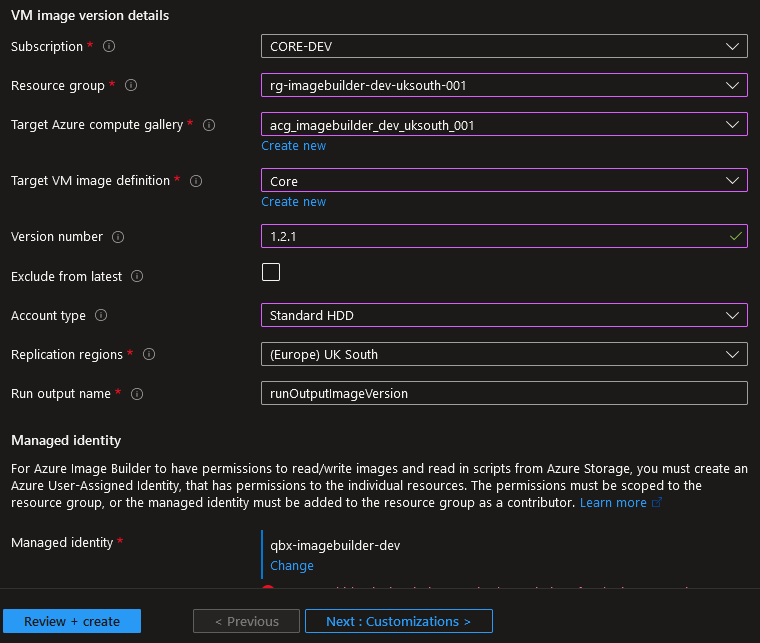 VM image version details
Subscription *
CORE-DEV
Resource group *
rg-imagebuilder-dev-uksouth-001
Target Azure compute gallery *
acg_imagebuilder_dev_uksouth_001
Create new
Target VM image definition *
Core
Create new
Version number
1.2.1
Exclude from latest
Account type
Standard HDD
Replication regions *
(Europe) UK South
Run output name *
runOutputImageVersion
Managed identity
For Azure Image Builder to have permissions to read/write images and read in scripts from Azure Storage, you must create an
Azure User-Assigned Identity, that has permissions to the individual resources. The permissions must be scoped to the
resource group, or the managed identity must be added to the resource group as a contributor. Learn more
Managed identity *
qbx-imagebuilder-dev
Change
Review + create
< Previous
Next : Customizations >